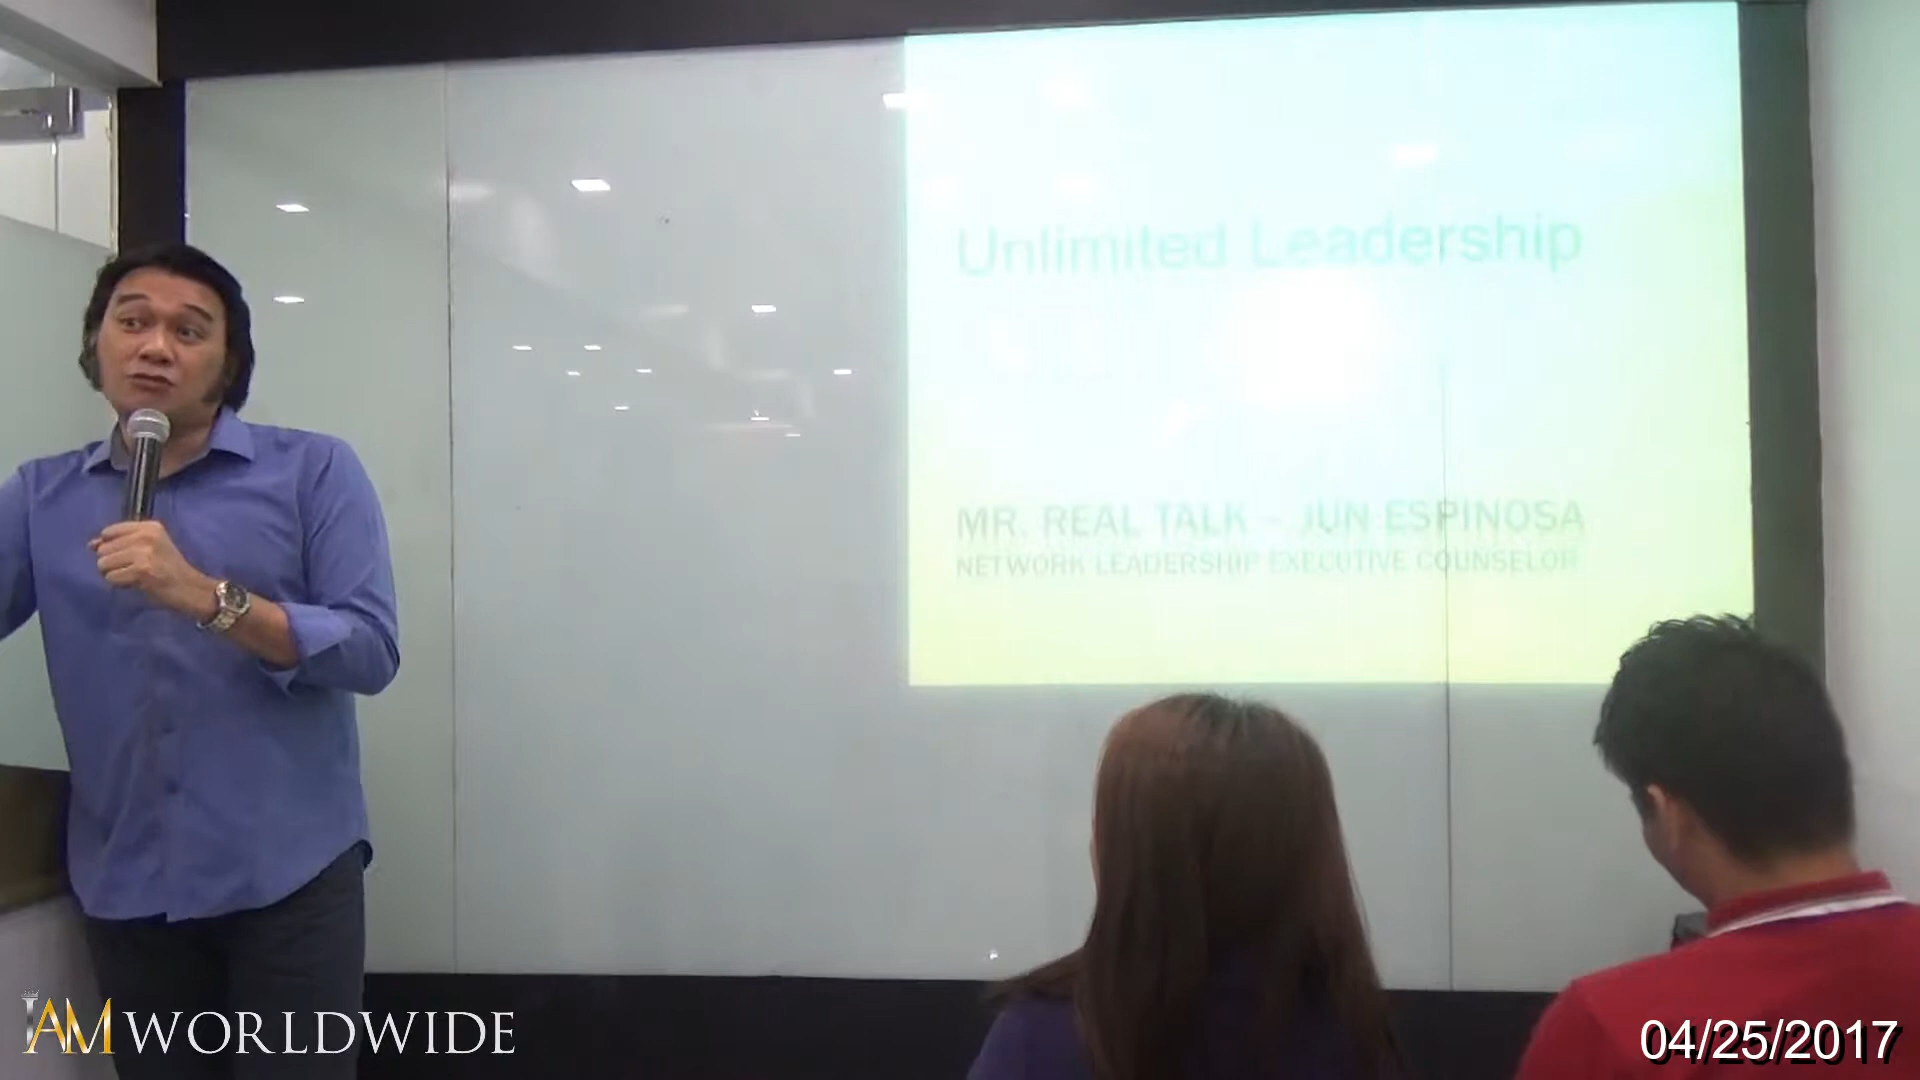 Unlimited Leadership
MR. REAL TALK - JUN ESPINOSA
NETWORK LEADERSHIP EXECUTIVE COUNSELOR
IAM WORLDWIDE
04/25/2017